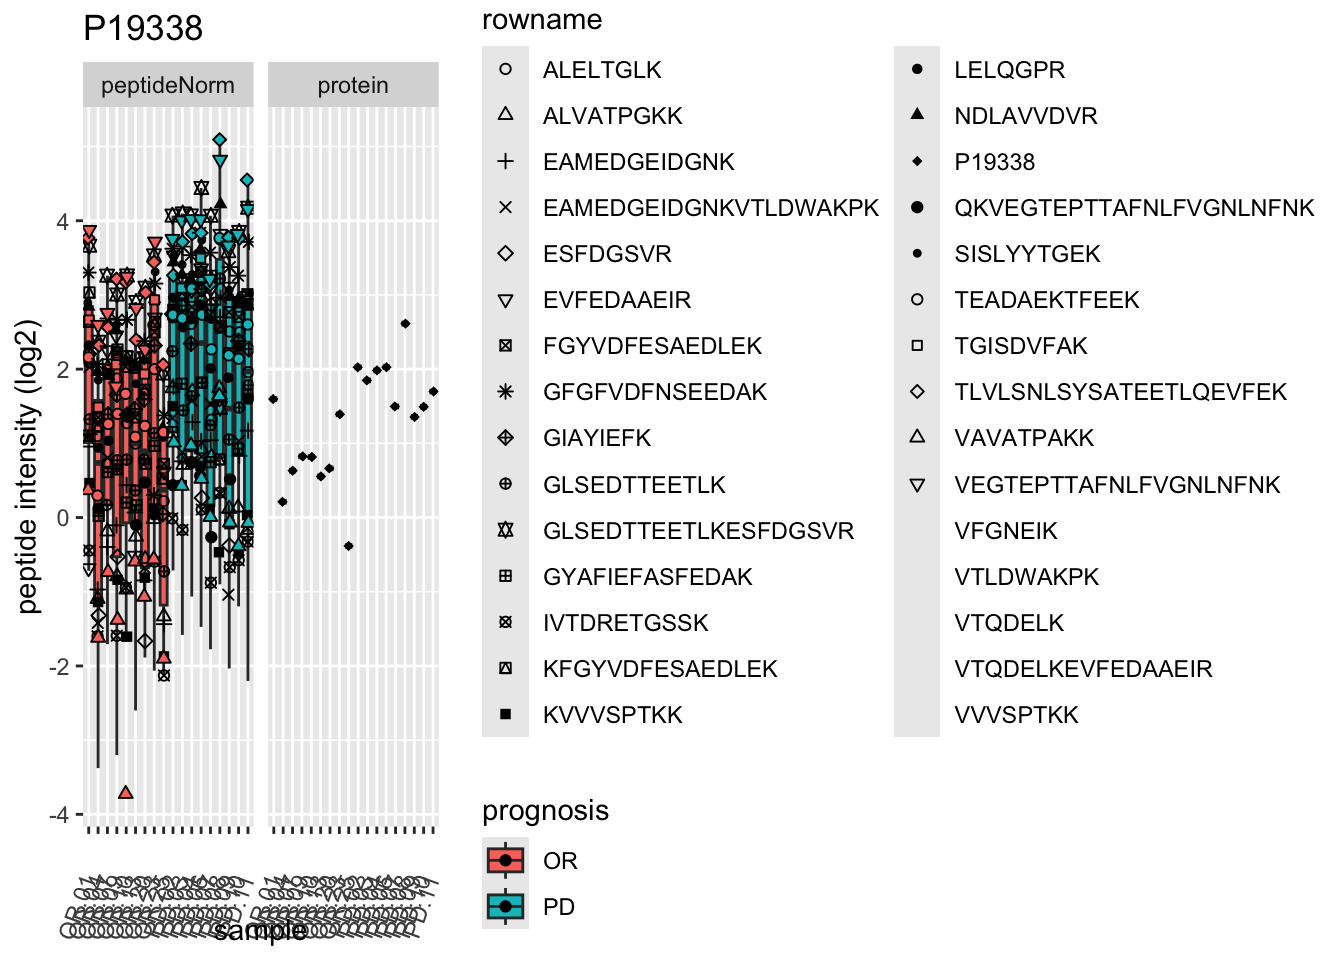 P19338
peptideNorm
protein
peptide intensity (log2)
4
2
0
-2
-4
sample
rowname
ALELTGLK
ALVATPGKK
EAMEDGEIDGNK
EAMEDGEIDGNKVTLDWAKPK
ESFDGSVR
EVFEDAAEIR
FGYVDFESAEDLEK
GFGFVDFNSEEDAK
GIAYIEFK
GLSEDTTEETLK
GLSEDTTEETLKESFDGSVR
GYAFIEFASFEDAK
IVTDRETGSSK
KFGYVDFESAEDLEK
KVVVSPTKK
LELQGPR
NDLAVVDVR
P19338
QKVEGTEPTTAFNLFVGNLNFNK
SISLYYTGEK
TEADAEKTFEEK
TGISDVFAK
TLVLSNLSYSATEETLQEVFEK
VAVATPAKK
VEGTEPTTAFNLFVGNLNFNK
VFGNEIK
VTLDWAKPK
VTQDELK
VTQDELKEVFEDAAEIR
VVVSPTKK
prognosis
OR
PD